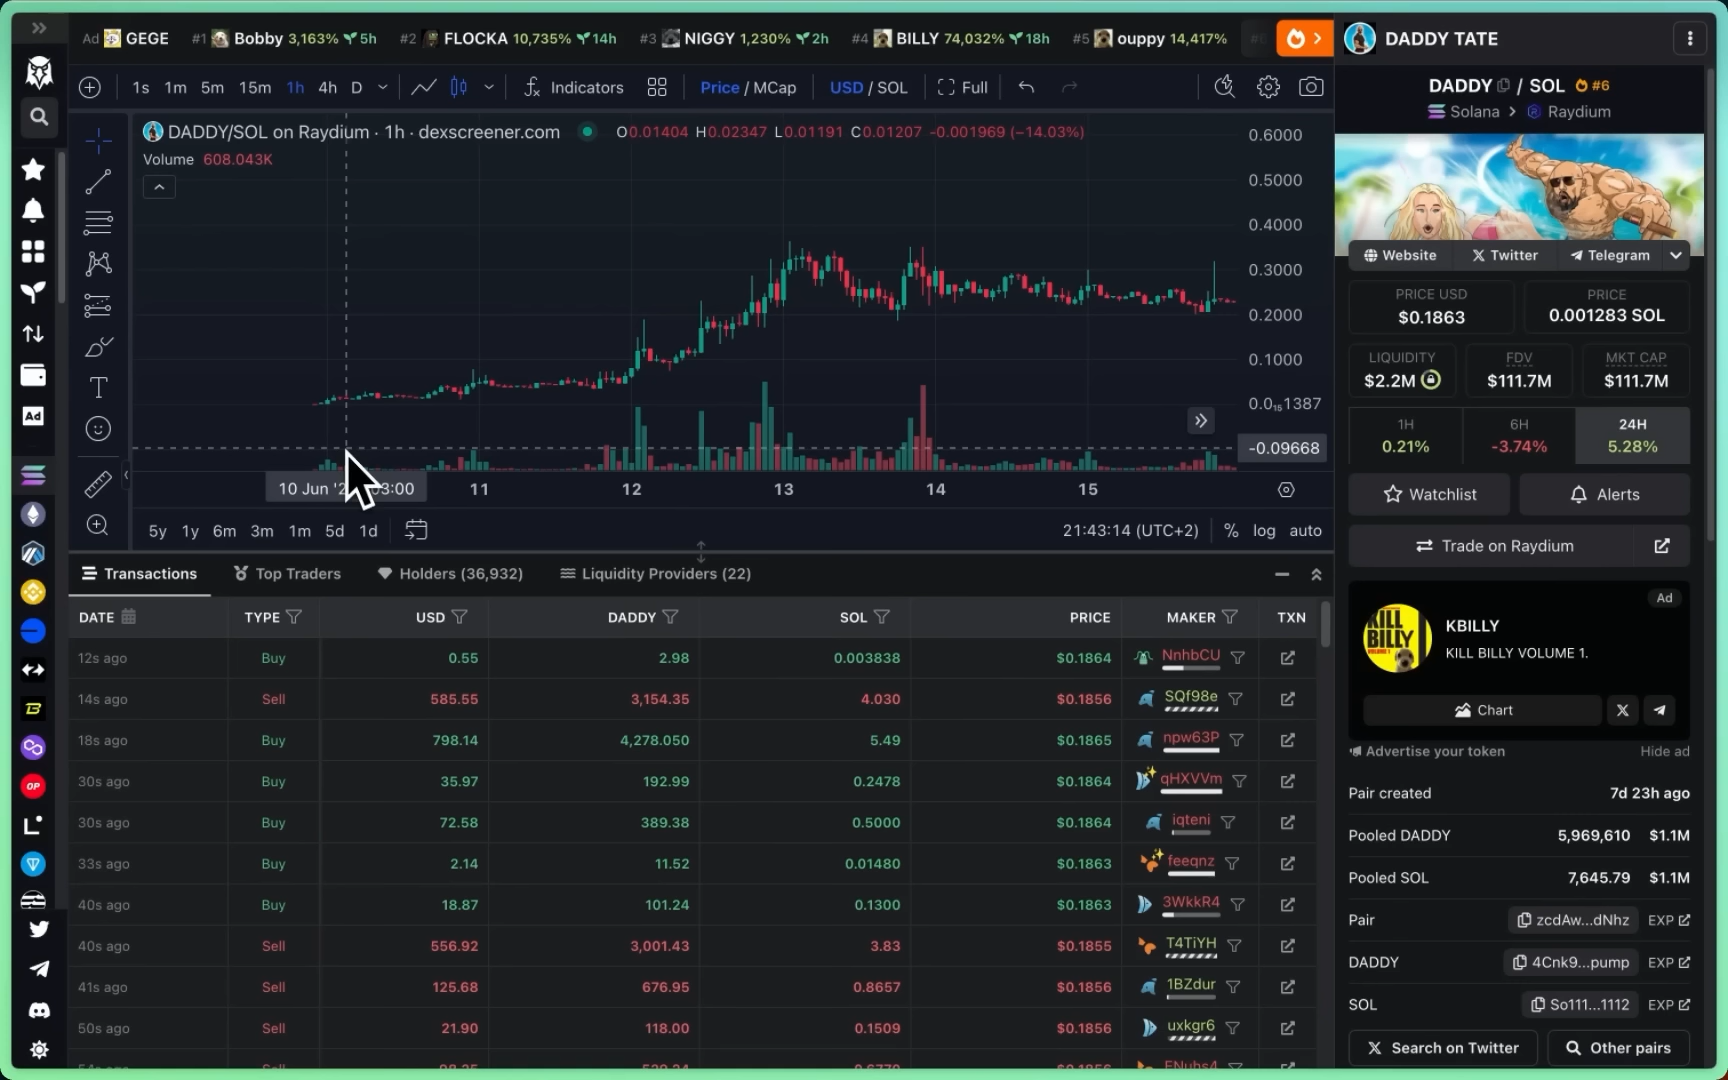 Ad GEGE #1 Bobby 3,163% 5h #2 FLOCKA 10,735% 14h #3 NIGGY 1,230% 2h #4 BILLY 74,032% 18h #5 ouppy 14,417%
DADDY TATE
1s 1m 5m 15m 1h 4h D Indicators Price / MCap USD / SOL Full
DADDY / SOL #6
Solana > Raydium
DADDY/SOL on Raydium · 1h · dexscreener.com O0.01404 H0.02347 L0.01191 C0.01207 -0.001969 (−14.03%)
Volume 608.043K
0.6000
0.5000
0.4000
0.3000
0.2000
0.1000
0.0₁₅1387
-0.09668
10 Jun 03:00 11 12 13 14 15
5y 1y 6m 3m 1m 5d 1d 21:43:14 (UTC+2) % log auto
Website Twitter Telegram
PRICE USD PRICE
$0.1863 0.001283 SOL
LIQUIDITY FDV MKT CAP
$2.2M $111.7M $111.7M
1H 6H 24H
0.21% -3.74% 5.28%
Watchlist Alerts
Trade on Raydium
Ad
KILL BILLY
KBILLY
KILL BILLY VOLUME 1.
Chart
Advertise your token Hide ad
Pair created 7d 23h ago
Pooled DADDY 5,969,610 $1.1M
Pooled SOL 7,645.79 $1.1M
Pair zcdAw...dNhz EXP
DADDY 4Cnk9...pump EXP
SOL So111...1112 EXP
Search on Twitter Other pairs
Ad
OP
Transactions Top Traders Holders (36,932) Liquidity Providers (22)
DATE TYPE USD DADDY SOL PRICE MAKER TXN
12s ago Buy 0.55 2.98 0.003838 $0.1864 NnhbCU
14s ago Sell 585.55 3,154.35 4.030 $0.1856 SQf98e
18s ago Buy 798.14 4,278.050 5.49 $0.1865 npw63P
30s ago Buy 35.97 192.99 0.2478 $0.1864 qHXVVm
30s ago Buy 72.58 389.38 0.5000 $0.1864 iqteni
33s ago Buy 2.14 11.52 0.01480 $0.1863 feeqnz
40s ago Buy 18.87 101.24 0.1300 $0.1863 3WkkR4
40s ago Sell 556.92 3,001.43 3.83 $0.1855 T4TiYH
41s ago Sell 125.68 676.95 0.8657 $0.1856 1BZdur
50s ago Sell 21.90 118.00 0.1509 $0.1856 uxkgr6